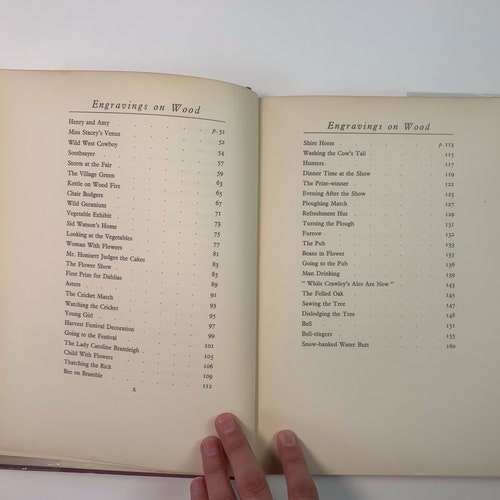 Engravings on Wood
Henry and Amy p. 51
Miss Stacey's Venus 52
Wild West Cowboy 54
Soothsayer 57
Storm at the Fair 59
The Village Green 63
Kettle on Wood Fire 65
Chair Bodgers 67
Wild Geranium 71
Vegetable Exhibit 73
Sid Watson's Home 75
Looking at the Vegetables 77
Woman With Flowers 81
Mr. Honisett Judges the Cakes 83
The Flower Show 85
First Prize for Dahlias 89
Asters 91
The Cricket Match 93
Watching the Cricket 95
Young Girl 97
Harvest Festival Decoration 99
Going to the Festival 101
The Lady Caroline Bramleigh 105
Child With Flowers 106
Thatching the Rick 109
Bee on Bramble 112
x
Engravings on Wood
Shire Horse p. 113
Washing the Cow's Tail 115
Hunters 117
Dinner Time at the Show 119
The Prize-winner 122
Evening After the Show 125
Ploughing Match 127
Refreshment Hut 129
Turning the Plough 131
Furrow 132
The Pub 133
Beans in Flower 135
Going to the Pub 136
Man Drinking 139
"While Crawley's Ales Are New" 143
The Felled Oak 145
Sawing the Tree 147
Dislodging the Tree 148
Bell 151
Bell-ringers 155
Snow-banked Water Butt 160